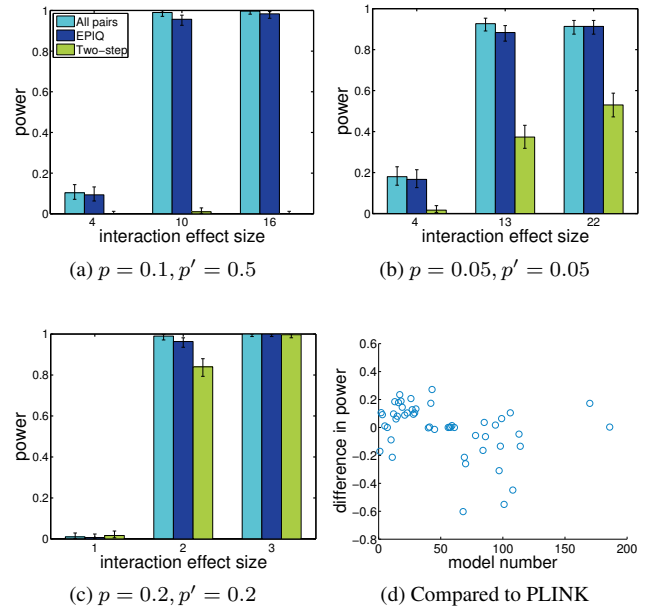 All pairs
EPIQ
Two-step
power
1
0.8
0.6
0.4
0.2
0
4 10 16
interaction effect size
(a) p = 0.1, p′ = 0.5
power
1
0.8
0.6
0.4
0.2
0
4 13 22
interaction effect size
(b) p = 0.05, p′ = 0.05
power
1
0.8
0.6
0.4
0.2
0
1 2 3
interaction effect size
(c) p = 0.2, p′ = 0.2
difference in power
0.6
0.4
0.2
0
−0.2
−0.4
−0.6
−0.8
0 50 100 150 200
model number
(d) Compared to PLINK